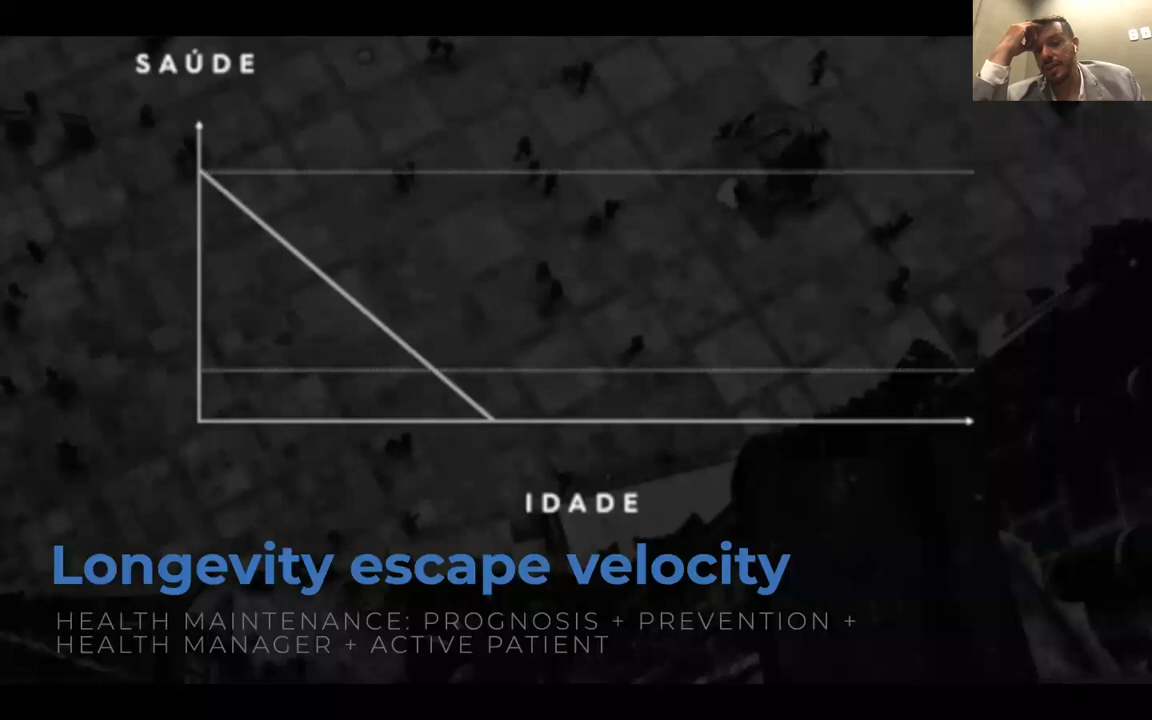 SAÚDE
IDADE
Longevity escape velocity
HEALTH MAINTENANCE: PROGNOSIS + PREVENTION +
HEALTH MANAGER + ACTIVE PATIENT